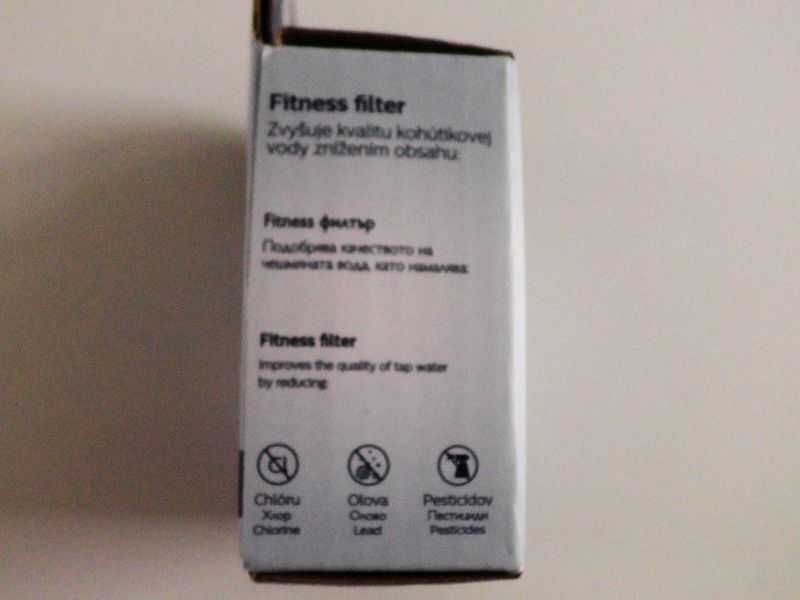 Fitness filter
Zvyšuje kvalitu kohútikovej
vody znížením obsahu:
Fitness филтър
Подобрява качеството на
чешмяната вода, като намалява:
Fitness filter
Improves the quality of tap water
by reducing:
Cl
Chlóru
Хлор
Chlorine
Olova
Олово
Lead
Pesticídov
Пестициди
Pesticides